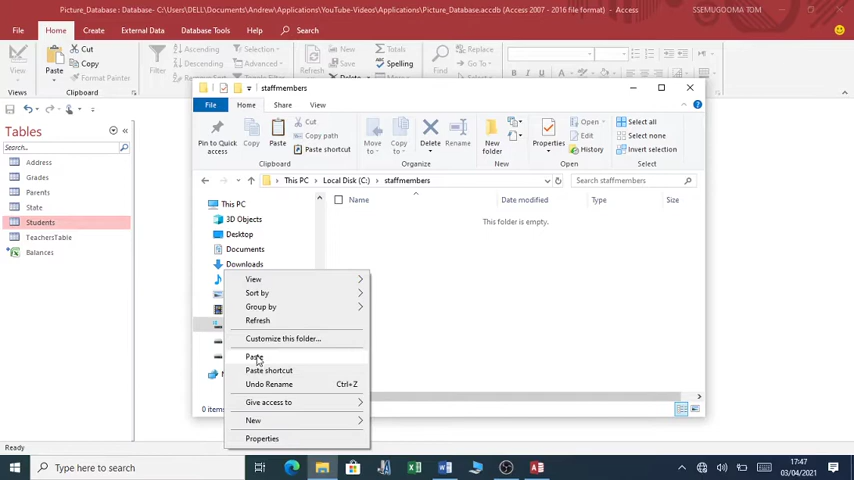 Picture_Database : Database- C:\Users\DELL\Documents\Andrew\Applications\YouTube-Videos\Applications\Picture_Database.accdb (Access 2007 - 2016 file format) - Access
SSEMUGOOMA TOM
File Home Create External Data Database Tools Help Search
View
Paste
Cut
Copy
Clipboard
Filter
Ascending
Descending
Selection
Advanced
Refresh
New
Save
Delete
Totals
Spelling
Find
Replace
Go To
B
staffmembers
File Home Share View
Pin to Quick access
Copy
Paste
Cut
Copy path
Paste shortcut
Clipboard
Move to
Copy to
Delete
Rename
Organize
New folder
New
Properties
Open
Edit
History
Open
Select all
Select none
Invert selection
Select
This PC
Local Disk (C:)
staffmembers
Search staffmembers
Tables
Search...
Address
Grades
Parents
State
Students
TeachersTable
Balances
This PC
3D Objects
Desktop
Documents
Downloads
Name
Date modified
Type
Size
This folder is empty.
View
Sort by
Group by
Refresh
Customize this folder...
Paste
Paste shortcut
Undo Rename Ctrl+Z
Give access to
New
Properties
0 items
Ready
Type here to search
17:47
03/04/2021